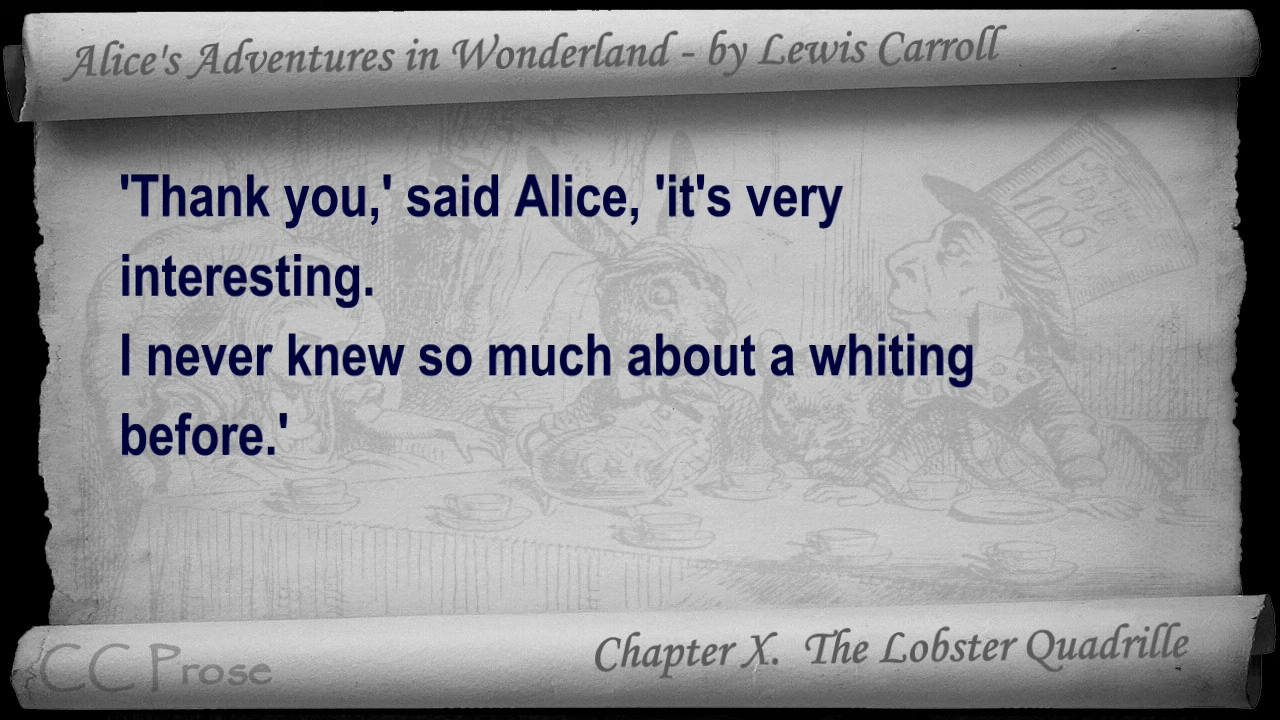 Alice's Adventures in Wonderland - by Lewis Carroll
'Thank you,' said Alice, 'it's very
interesting.
I never knew so much about a whiting
before.'
CC Prose
Chapter X. The Lobster Quadrille